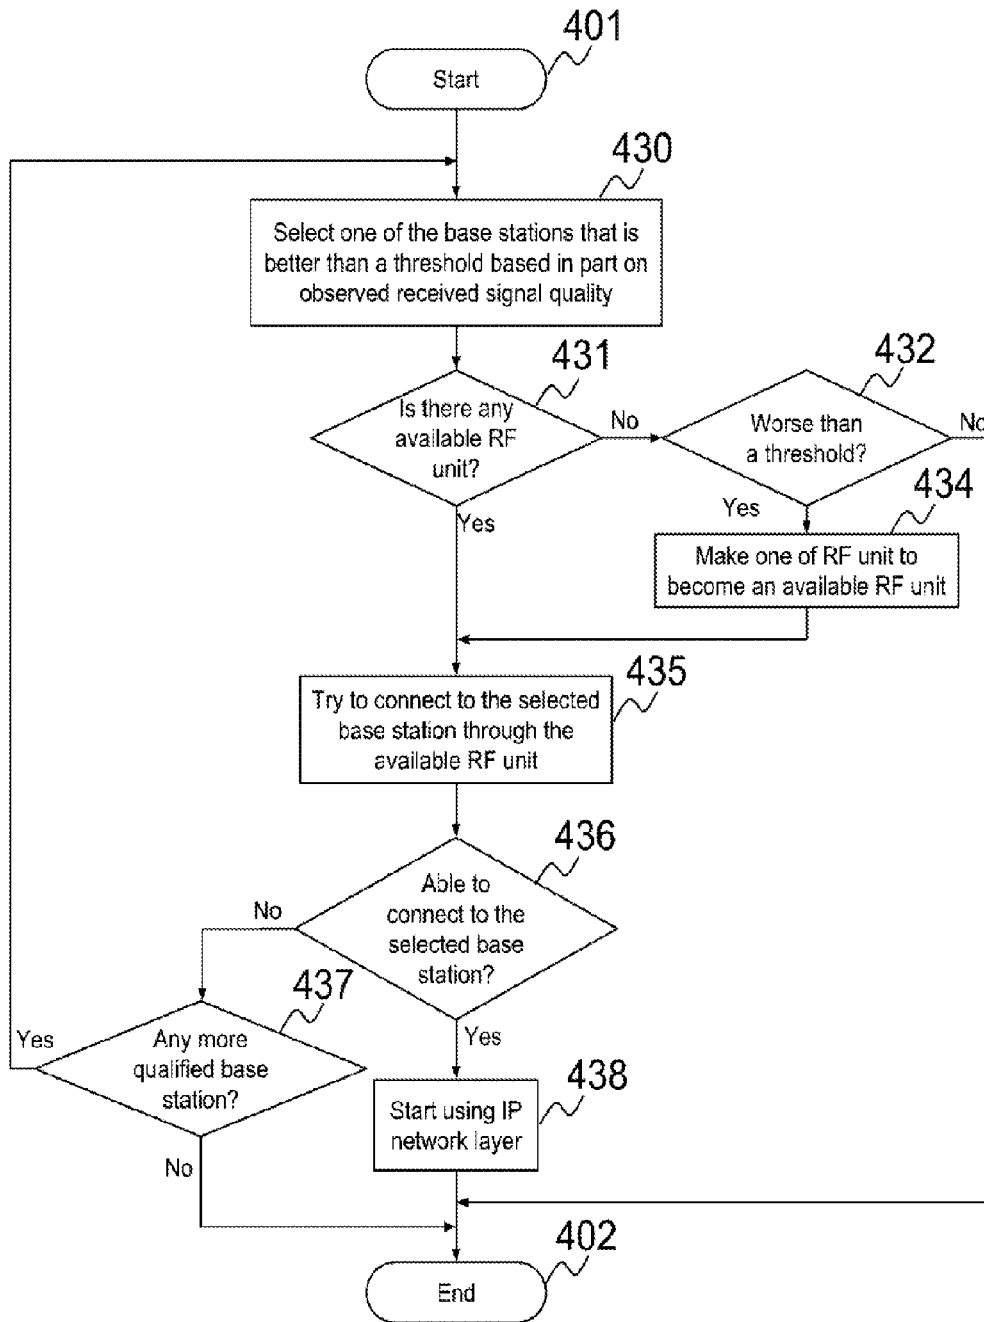 401
Start
430
Select one of the base stations that is
better than a threshold based in part on
observed received signal quality
431
Is there any
available RF
unit?
No
Yes
432
Worse than
a threshold?
No
Yes
434
Make one of RF unit to
become an available RF unit
435
Try to connect to the selected
base station through the
available RF unit
436
Able to
connect to the
selected base
station?
No
Yes
437
Any more
qualified base
station?
Yes
No
438
Start using IP
network layer
402
End